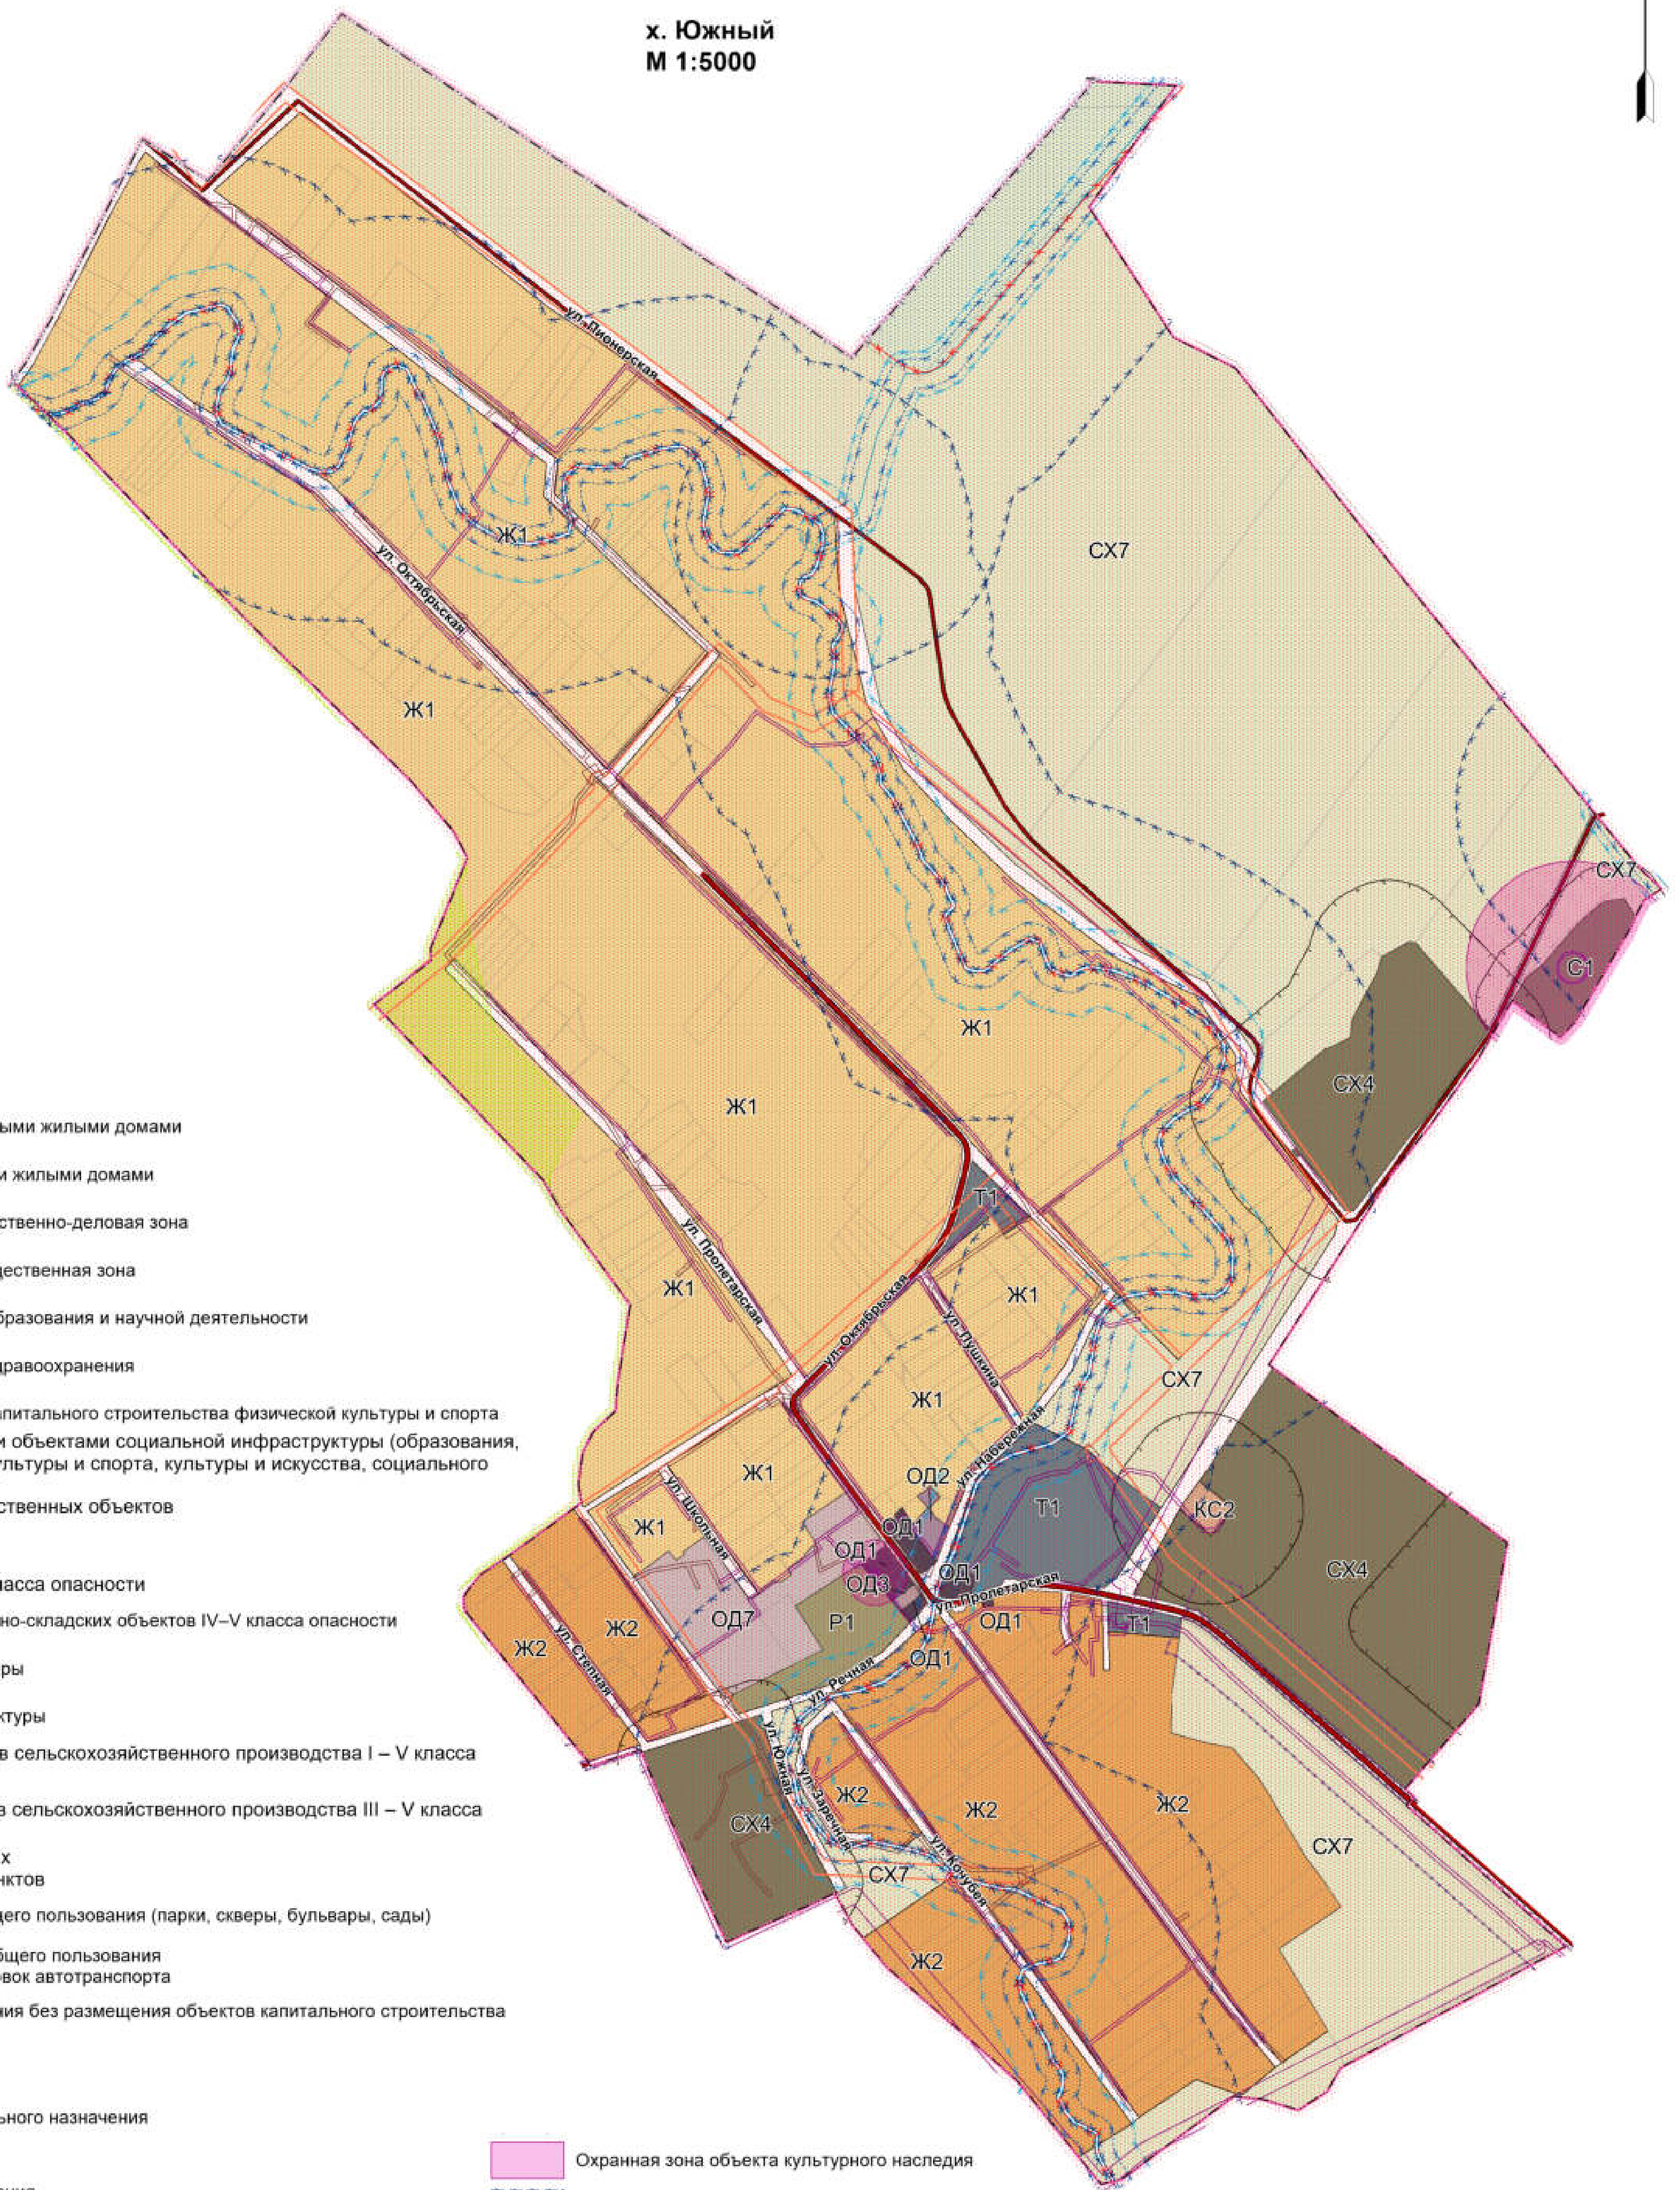 х. Южный
М 1:5000
ул. Пионерская
СХ7
Ж1
ул. Октябрьская
Ж1
СХ7
С1
Ж1
СХ4
Ж1
Т1
ул. Пролетарская
Ж1
Ж1
ул. Октябрьская
ул. Пушкина
СХ7
Ж1
ул. Набережная
Ж1
ОД2
ул. Школьная
Т1
КС2
Ж1
ОД1
ОД1
СХ4
ОД1
ОД3
ул. Пролетарская
ОД7
Р1
ОД1
Т1
Ж2
Ж2
ул. Степная
ОД1
ул. Речная
ул. Южная
ул. Заречная
Ж2
Ж2
Ж2
СХ4
СХ7
ул. Кочубея
СХ7
Ж2
ыми жилыми домами
и жилыми домами
ственно-деловая зона
щественная зона
бразования и научной деятельности
дравоохранения
апитального строительства физической культуры и спорта
и объектами социальной инфраструктуры (образования,
ультуры и спорта, культуры и искусства, социального
ственных объектов
ласса опасности
но-складских объектов IV–V класса опасности
ры
ктуры
в сельскохозяйственного производства I – V класса
в сельскохозяйственного производства III – V класса
х
нктов
щего пользования (парки, скверы, бульвары, сады)
бщего пользования
вок автотранспорта
ния без размещения объектов капитального строительства
ьного назначения
Охранная зона объекта культурного наследия